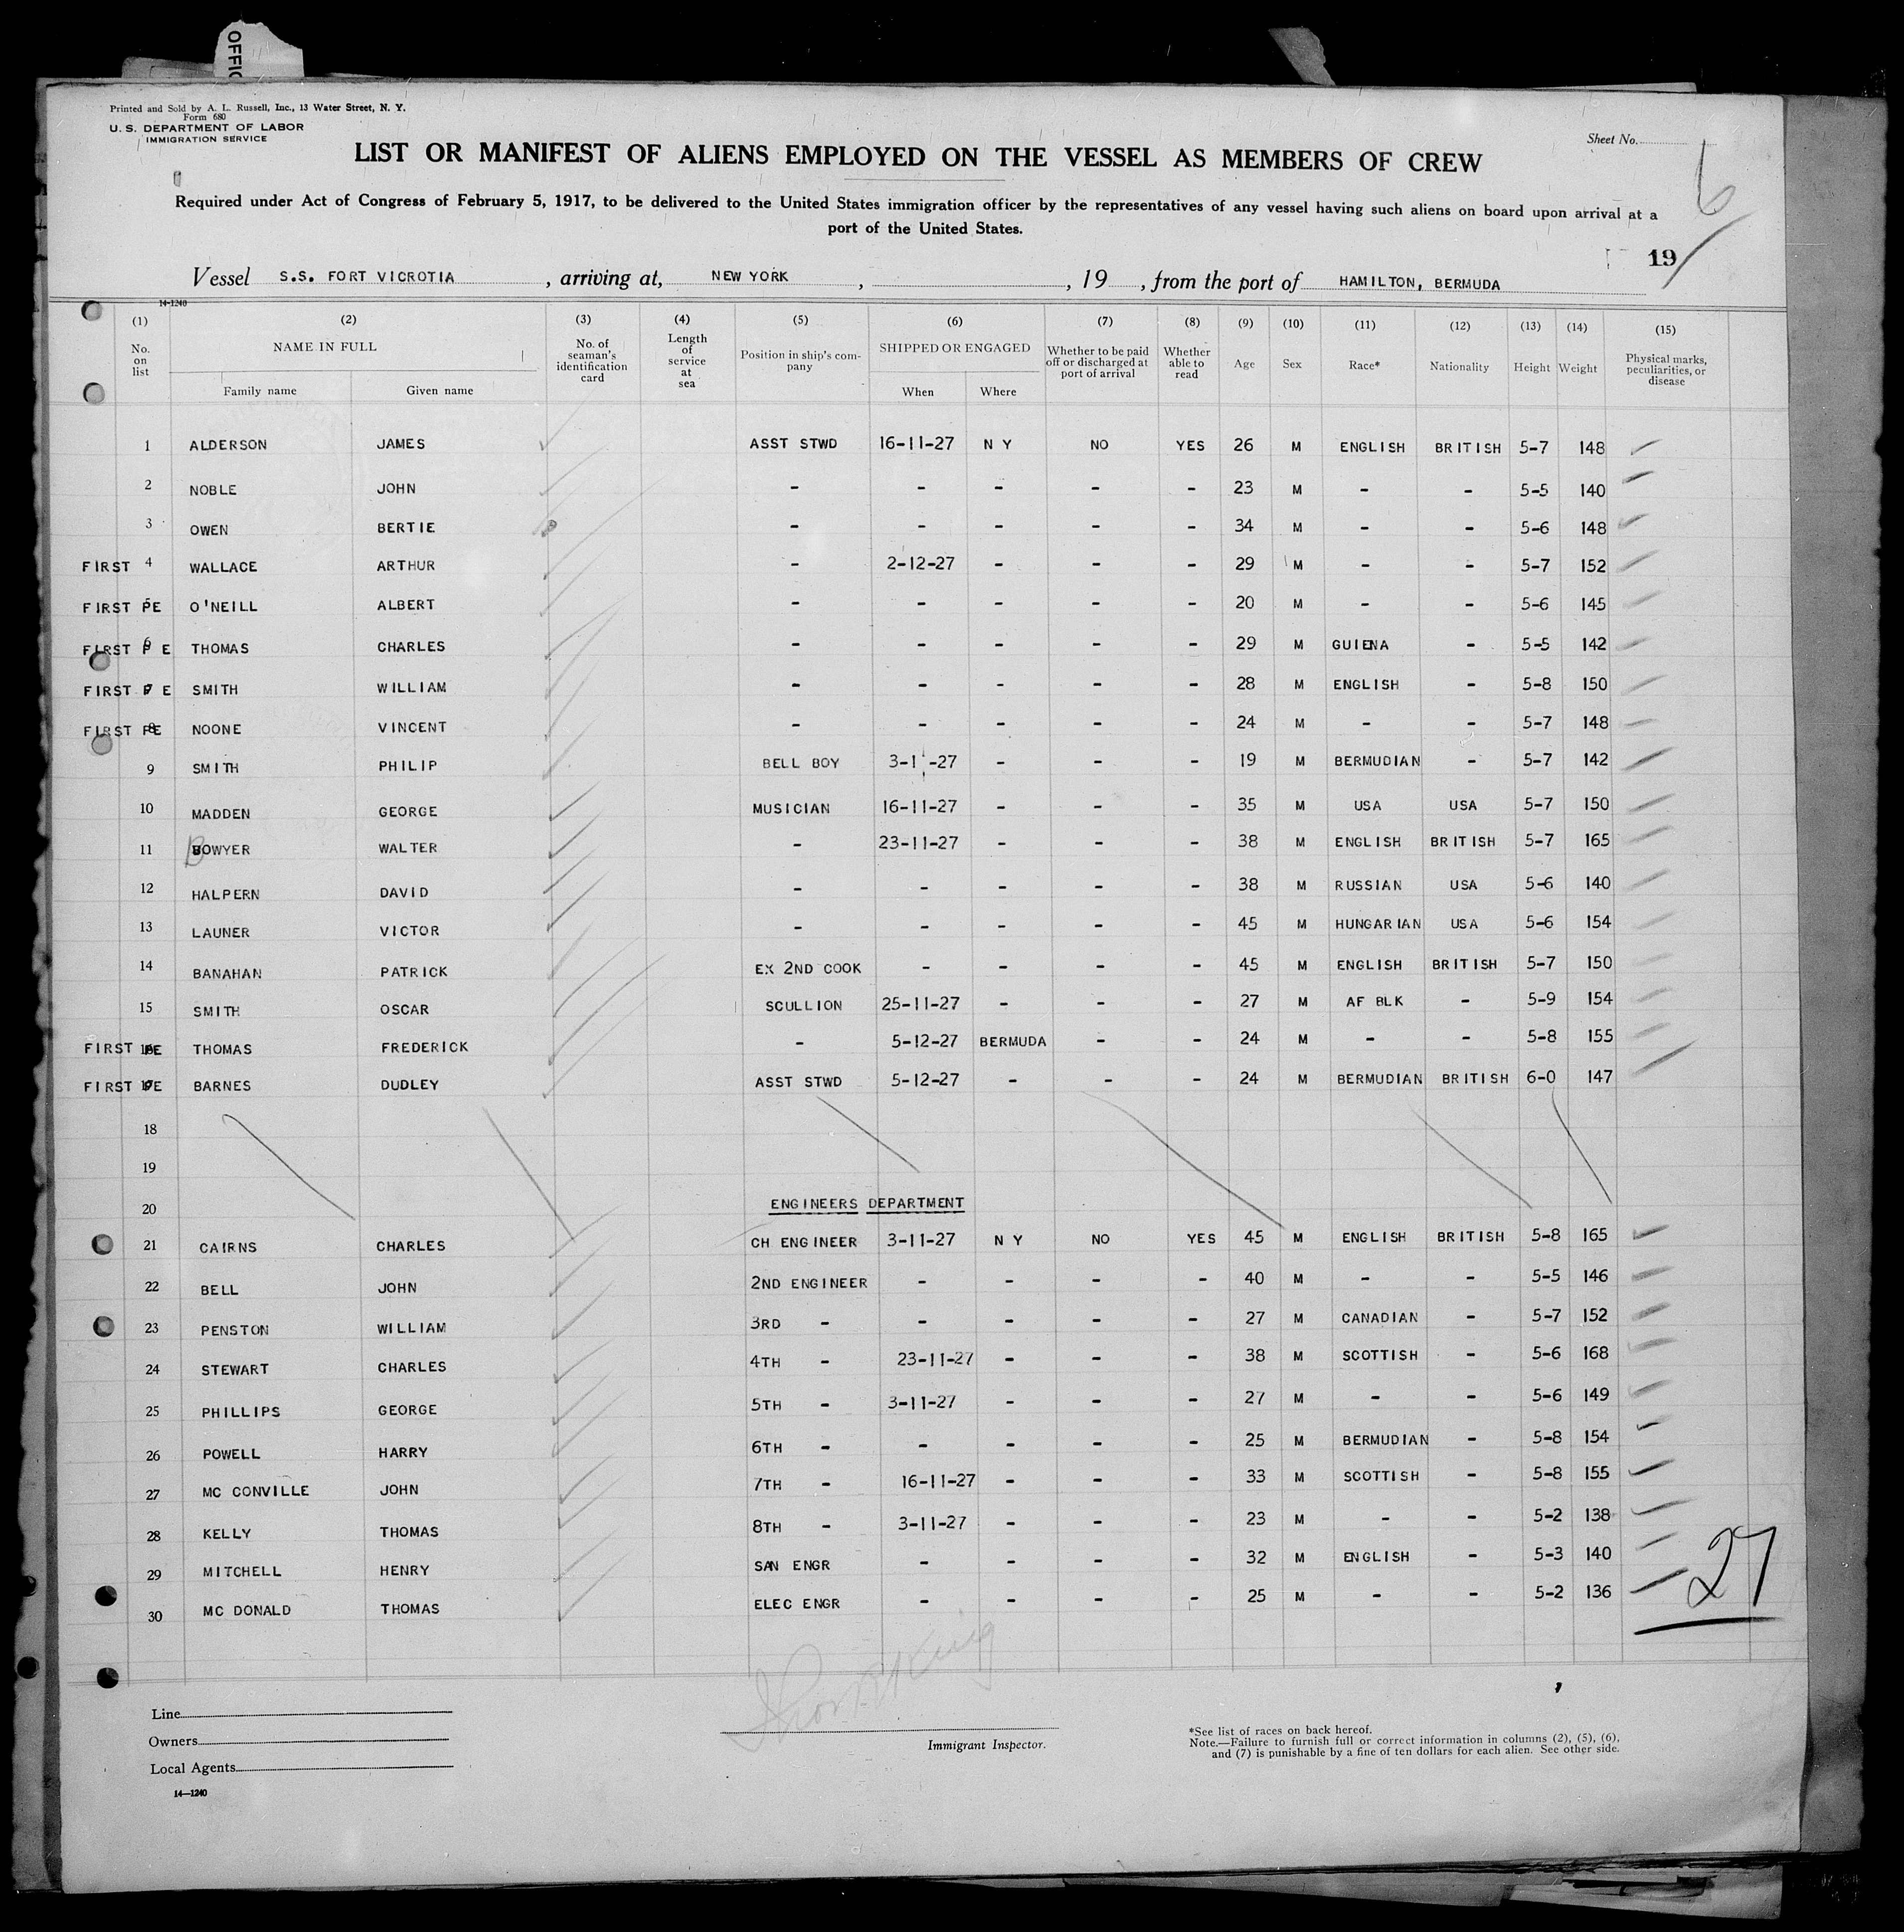 OFFIC
Printed and Sold by A. L. Russell, Inc., 13 Water Street, N. Y.
Form 680
U. S. DEPARTMENT OF LABOR
IMMIGRATION SERVICE
Sheet No.
6
LIST OR MANIFEST OF ALIENS EMPLOYED ON THE VESSEL AS MEMBERS OF CREW
Required under Act of Congress of February 5, 1917, to be delivered to the United States immigration officer by the representatives of any vessel having such aliens on board upon arrival at a
port of the United States.
19
Vessel S.S. FORT VICROTIA, arriving at, NEW YORK, , 19 , from the port of HAMILTON, BERMUDA
14-1240
(1) (2) (3) (4) (5) (6) (7) (8) (9) (10) (11) (12) (13) (14) (15)
No. on list NAME IN FULL Family name Given name No. of seaman's identification card Length of service at sea Position in ship's company SHIPPED OR ENGAGED When Where Whether to be paid off or discharged at port of arrival Whether able to read Age Sex Race* Nationality Height Weight Physical marks, peculiarities, or disease
1 ALDERSON JAMES ASST STWD 16-11-27 N Y NO YES 26 M ENGLISH BRITISH 5-7 148
2 NOBLE JOHN - - - - - 23 M - - 5-5 140
3 OWEN BERTIE - - - - - 34 M - - 5-6 148
FIRST 4 WALLACE ARTHUR - 2-12-27 - - - 29 M - - 5-7 152
FIRST PE 5 O'NEILL ALBERT - - - - - 20 M - - 5-6 145
FIRST P E 6 THOMAS CHARLES - - - - - 29 M GUIENA - 5-5 142
FIRST P E 7 SMITH WILLIAM - - - - - 28 M ENGLISH - 5-8 150
FIRST PE 8 NOONE VINCENT - - - - - 24 M - - 5-7 148
9 SMITH PHILIP BELL BOY 3-11-27 - - - 19 M BERMUDIAN - 5-7 142
10 MADDEN GEORGE MUSICIAN 16-11-27 - - - 35 M USA USA 5-7 150
11 BOWYER WALTER - 23-11-27 - - - 38 M ENGLISH BRITISH 5-7 165
12 HALPERN DAVID - - - - - 38 M RUSSIAN USA 5-6 140
13 LAUNER VICTOR - - - - - 45 M HUNGARIAN USA 5-6 154
14 BANAHAN PATRICK EX 2ND COOK - - - - 45 M ENGLISH BRITISH 5-7 150
15 SMITH OSCAR SCULLION 25-11-27 - - - 27 M AF BLK - 5-9 154
FIRST PE 16 THOMAS FREDERICK - 5-12-27 BERMUDA - - 24 M - - 5-8 155
FIRST PE 17 BARNES DUDLEY ASST STWD 5-12-27 - - - 24 M BERMUDIAN BRITISH 6-0 147
18
19
20 ENGINEERS DEPARTMENT
21 CAIRNS CHARLES CH ENGINEER 3-11-27 N Y NO YES 45 M ENGLISH BRITISH 5-8 165
22 BELL JOHN 2ND ENGINEER - - - - 40 M - - 5-5 146
23 PENSTON WILLIAM 3RD - - - - - 27 M CANADIAN - 5-7 152
24 STEWART CHARLES 4TH - 23-11-27 - - - 38 M SCOTTISH - 5-6 168
25 PHILLIPS GEORGE 5TH - 3-11-27 - - - 27 M - - 5-6 149
26 POWELL HARRY 6TH - - - - - 25 M BERMUDIAN - 5-8 154
27 MC CONVILLE JOHN 7TH - 16-11-27 - - - 33 M SCOTTISH - 5-8 155
28 KELLY THOMAS 8TH - 3-11-27 - - - 23 M - - 5-2 138
29 MITCHELL HENRY SAN ENGR - - - - 32 M ENGLISH - 5-3 140
30 MC DONALD THOMAS ELEC ENGR - - - - 25 M - - 5-2 136
27
Line
Owners
Local Agents
14—1240
Immigrant Inspector.
*See list of races on back hereof.
Note.—Failure to furnish full or correct information in columns (2), (5), (6),
and (7) is punishable by a fine of ten dollars for each alien. See other side.